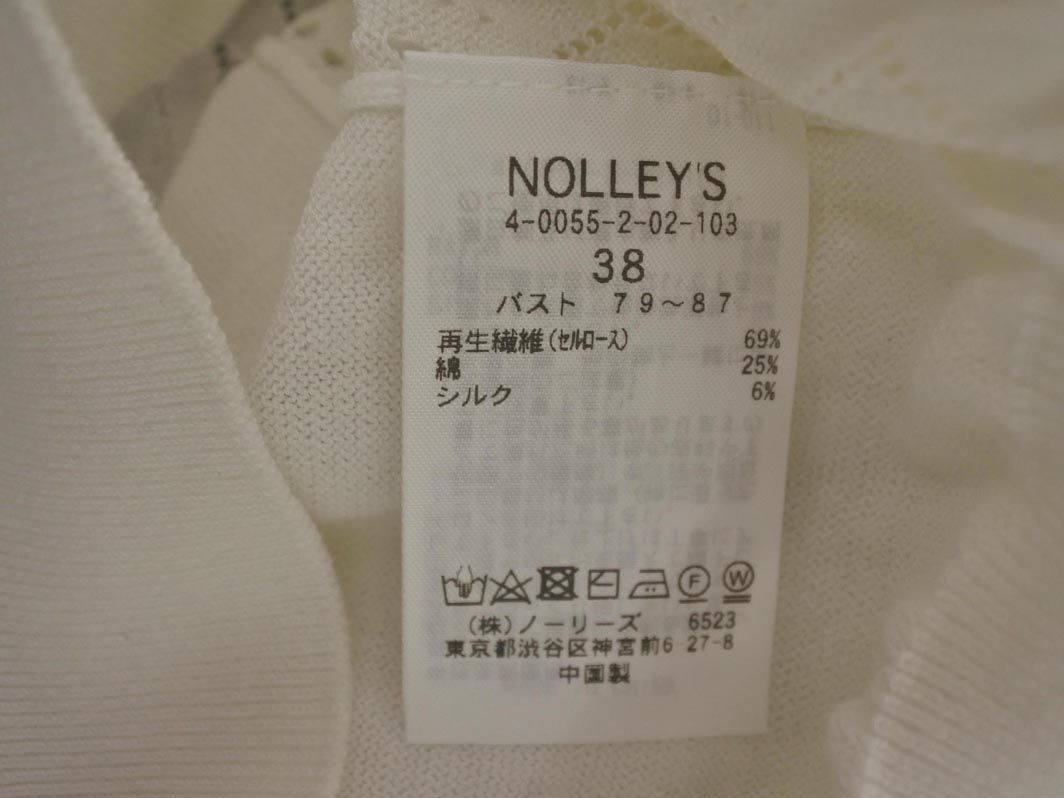 NOLLEY'S
4-0055-2-02-103
38
バスト 79～87
再生繊維(セルロース) 69%
綿 25%
シルク 6%
F W
(株)ノーリーズ 6523
東京都渋谷区神宮前6-27-8
中国製